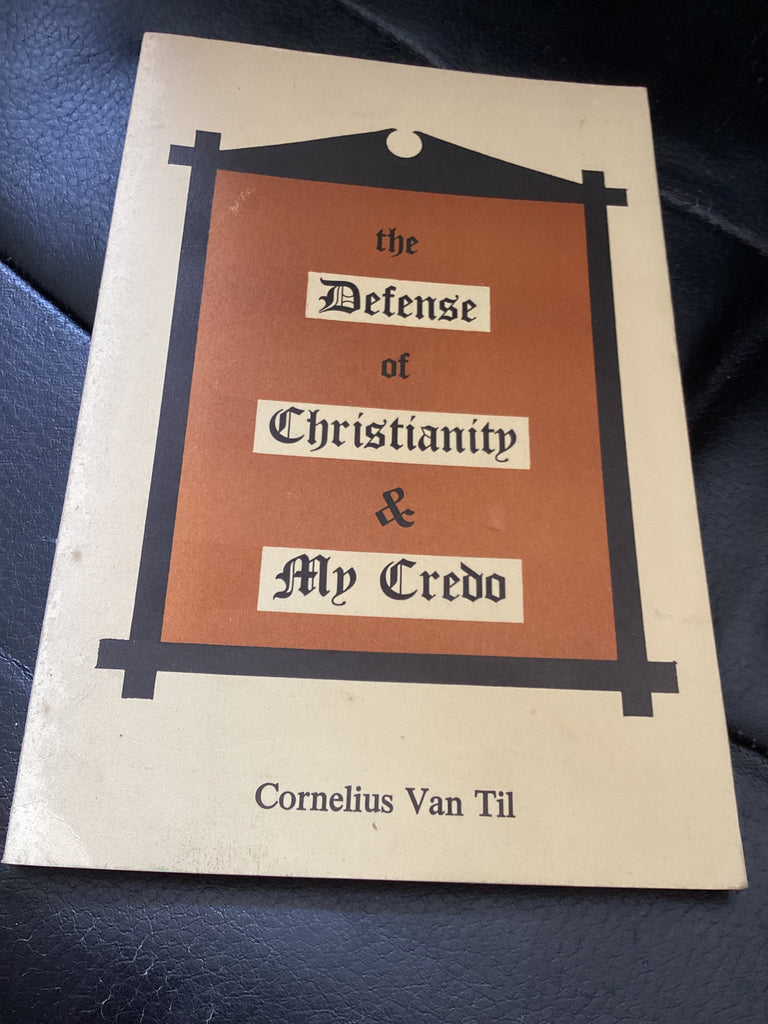 the
Defense
of
Christianity
&
My Credo
Cornelius Van Til